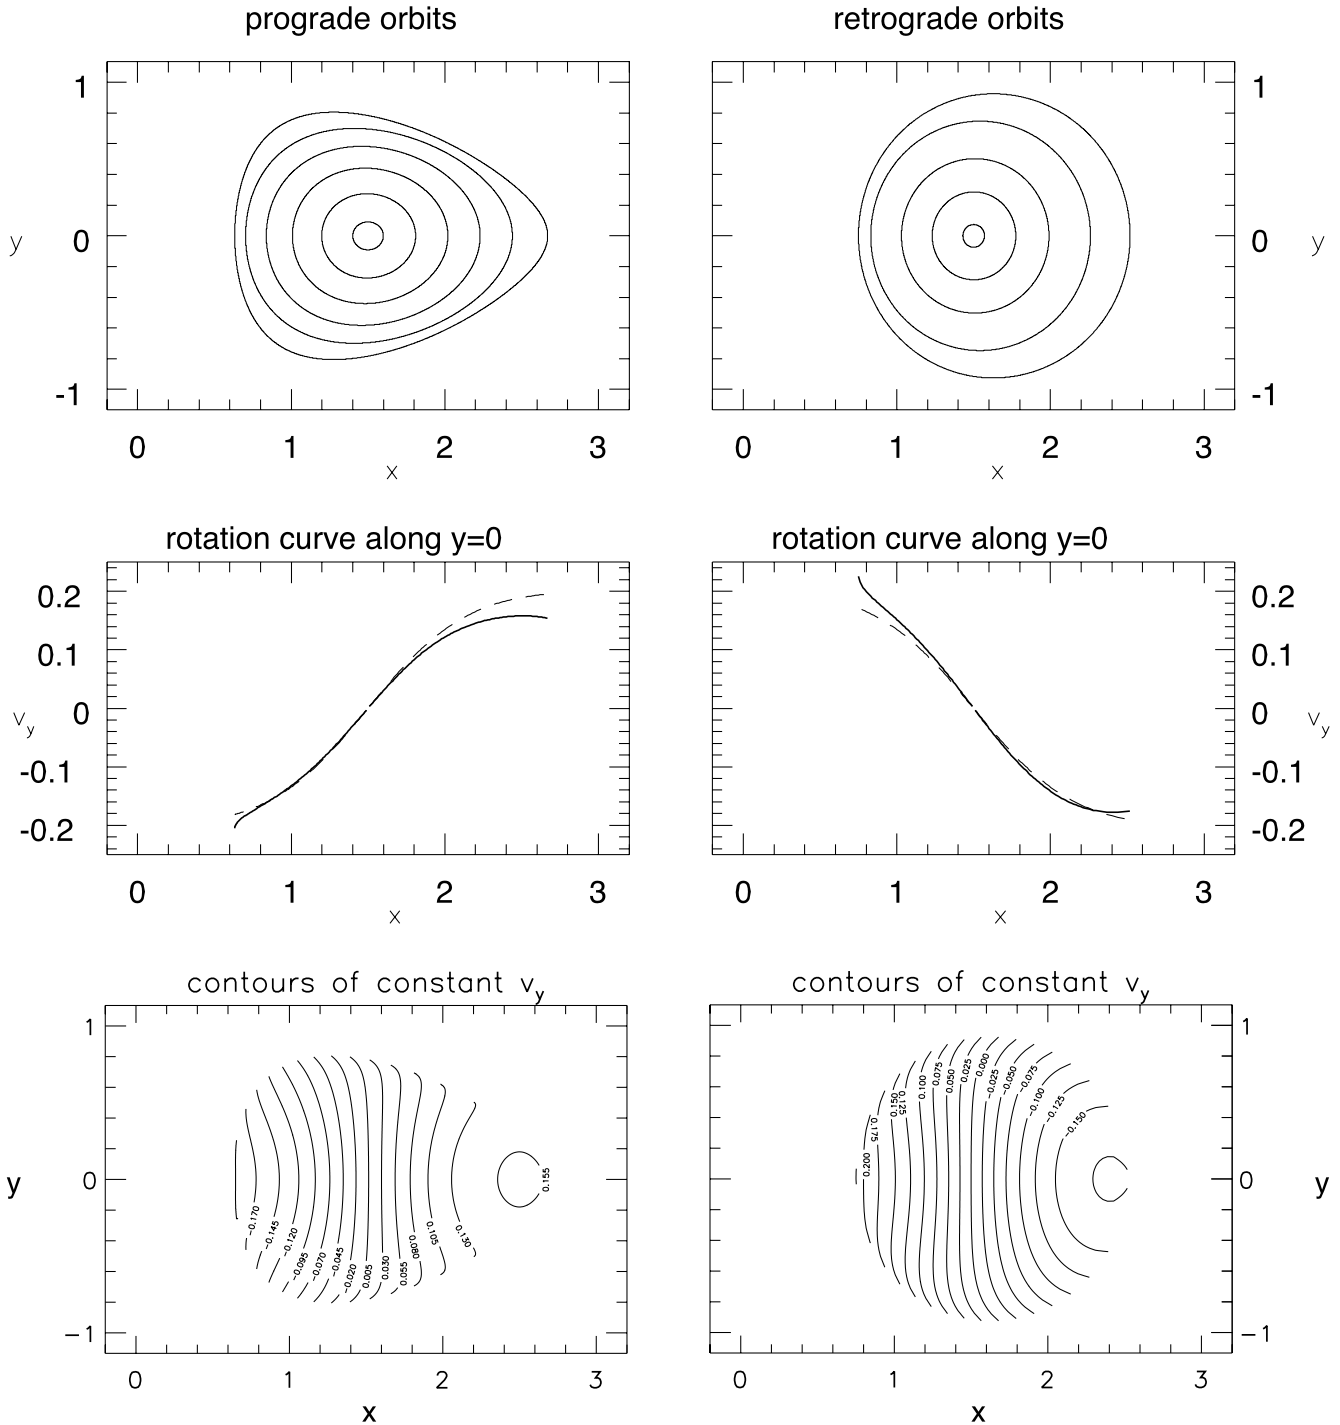 prograde orbits retrograde orbits
1 1
y 0 0 y
-1 -1
0 1 2 3 0 1 2 3
x x
rotation curve along y=0 rotation curve along y=0
0.2 0.2
0.1 0.1
v_y 0 0 v_y
-0.1 -0.1
-0.2 -0.2
0 1 2 3 0 1 2 3
x x
contours of constant v_y contours of constant v_y
1 1
y 0 0 y
-1 -1
-0.170 -0.145 -0.120 -0.095 -0.070 -0.045 -0.020 0.005 0.030 0.055 0.080 0.105 0.130 0.155
0.200 0.175 0.150 0.125 0.100 0.075 0.050 0.025 0.000 -0.025 -0.050 -0.075 -0.100 -0.125 -0.150
0 1 2 3 0 1 2 3
x x